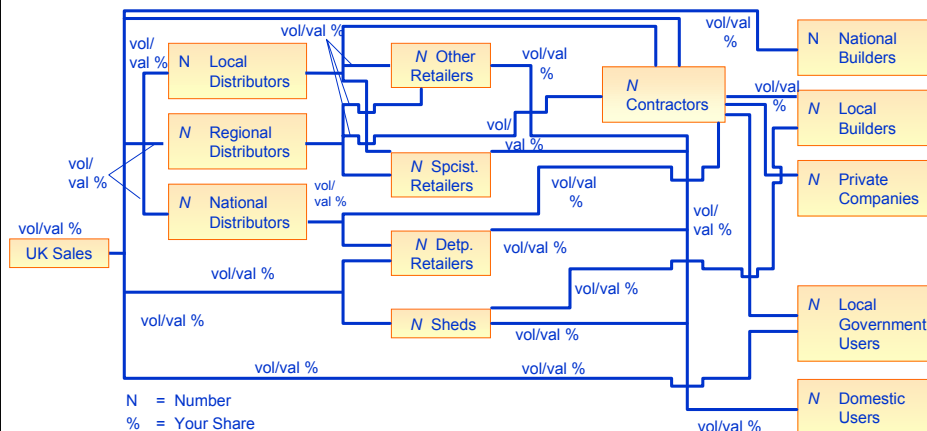 vol/val %
UK Sales
vol/
val %
vol/
val %
N Local
Distributors
N Regional
Distributors
N National
Distributors
vol/val %
vol/
val %
N Other
Retailers
N Spcist.
Retailers
N Detp.
Retailers
N Sheds
vol/val
%
vol/
val %
vol/val
%
vol/val %
vol/val %
vol/val %
N
Contractors
vol/
val %
vol/val
%
vol/val
%
N National
Builders
N Local
Builders
N Private
Companies
N Local
Government
Users
N Domestic
Users
vol/val %
vol/val %
vol/val %
vol/val %
vol/val %
N = Number
% = Your Share